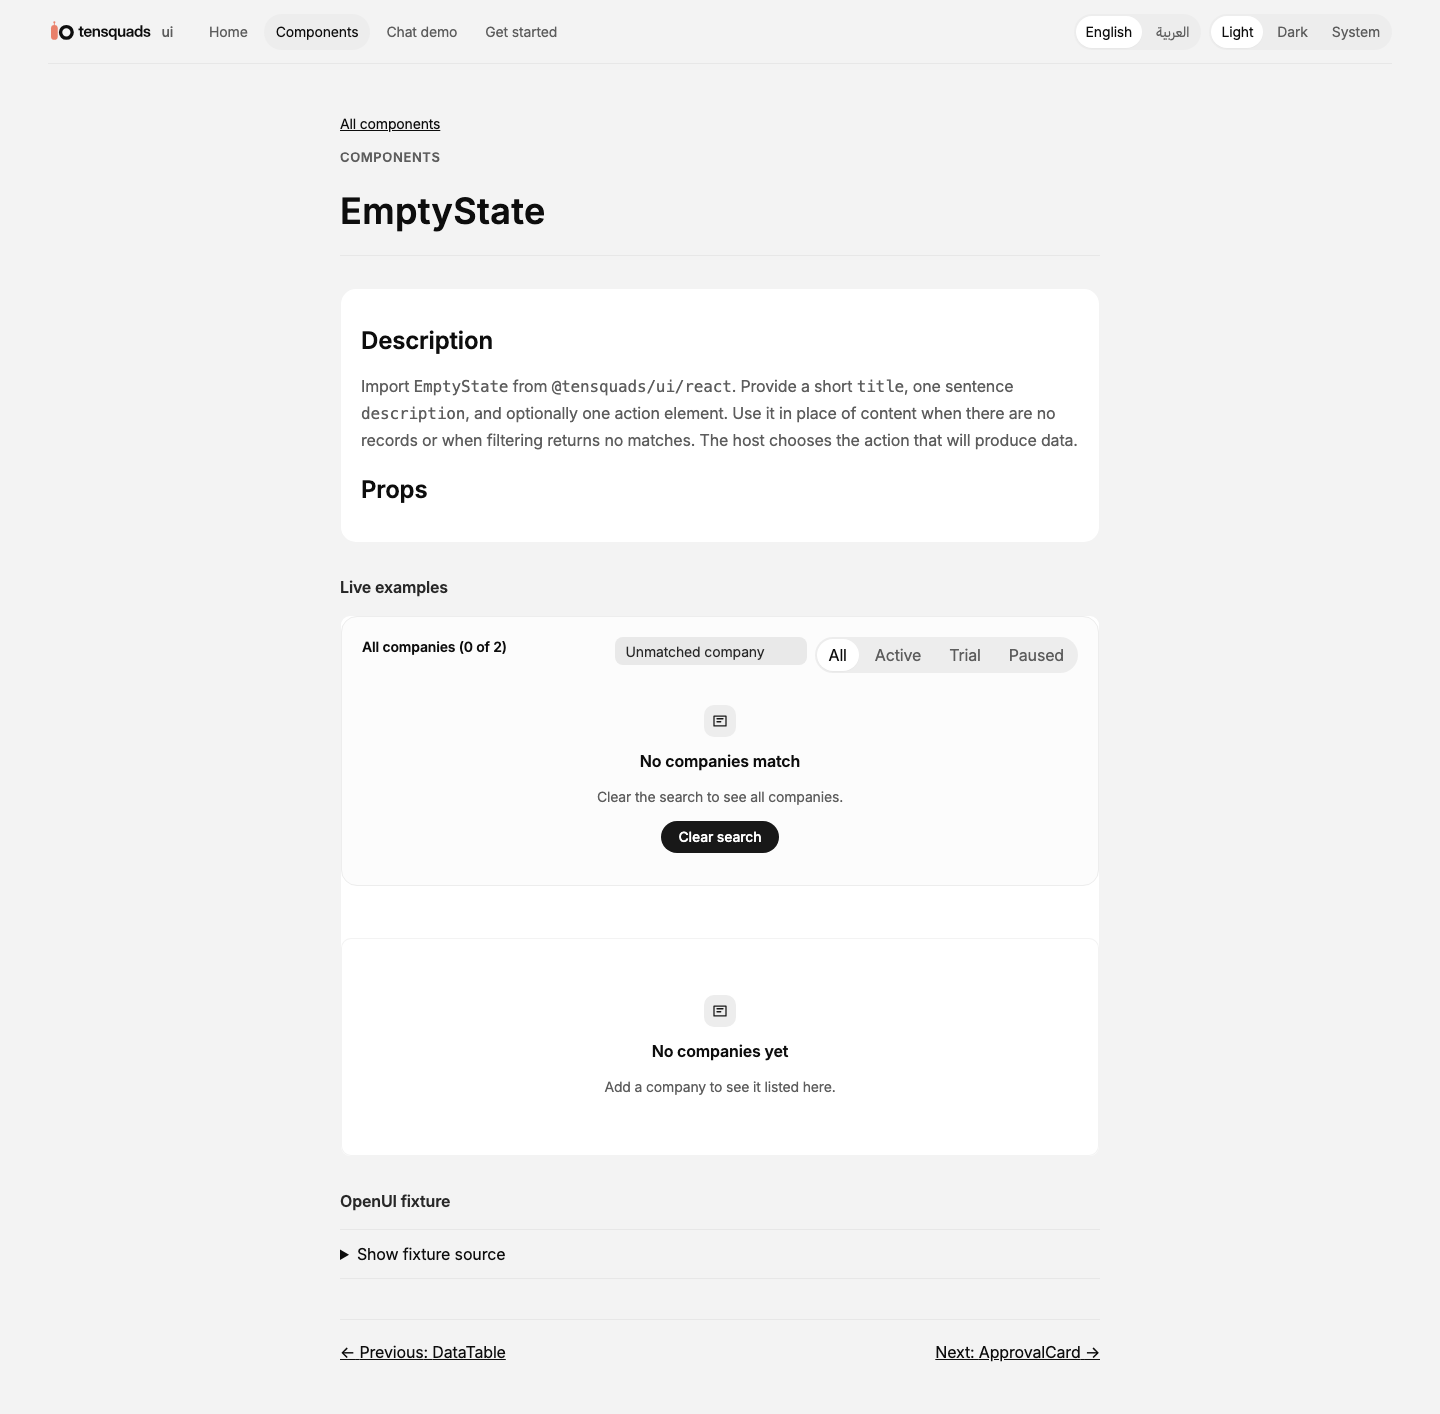 tensquads ui
Home
Components
Chat demo
Get started
English
العربية
Light
Dark
System
All components
COMPONENTS
EmptyState
Description
Import EmptyState from @tensquads/ui/react. Provide a short title, one sentence
description, and optionally one action element. Use it in place of content when there are no
records or when filtering returns no matches. The host chooses the action that will produce data.
Props
Live examples
All companies (0 of 2)
Unmatched company
All
Active
Trial
Paused
No companies match
Clear the search to see all companies.
Clear search
No companies yet
Add a company to see it listed here.
OpenUI fixture
Show fixture source
← Previous: DataTable
Next: ApprovalCard →